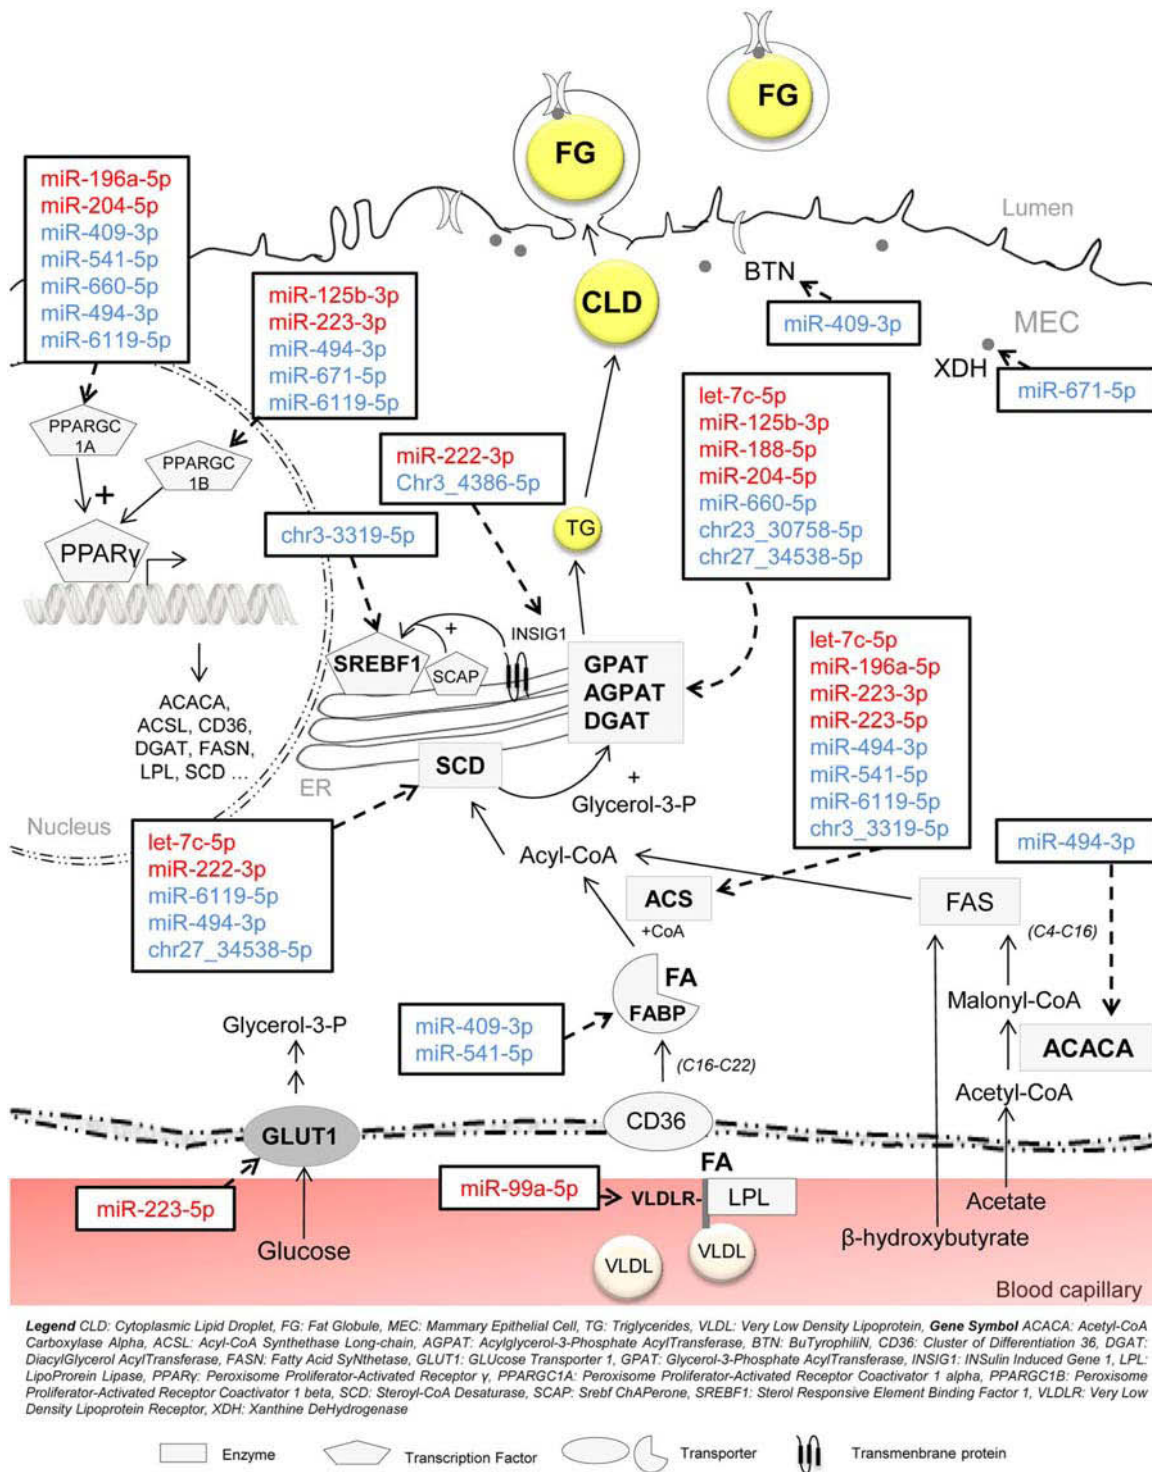 FG
FG
Lumen
miR-196a-5p
miR-204-5p
miR-409-3p
miR-541-5p
miR-660-5p
miR-494-3p
miR-6119-5p
miR-125b-3p
miR-223-3p
miR-494-3p
miR-671-5p
miR-6119-5p
CLD
BTN
miR-409-3p
MEC
XDH
miR-671-5p
PPARGC
1A
PPARGC
1B
+
PPARγ
miR-222-3p
Chr3_4386-5p
chr3-3319-5p
TG
let-7c-5p
miR-125b-3p
miR-188-5p
miR-204-5p
miR-660-5p
chr23_30758-5p
chr27_34538-5p
+
INSIG1
SREBF1
SCAP
GPAT
AGPAT
DGAT
ACACA,
ACSL, CD36,
DGAT, FASN,
LPL, SCD ...
ER
SCD
+
Glycerol-3-P
Nucleus
let-7c-5p
miR-196a-5p
miR-223-3p
miR-223-5p
miR-494-3p
miR-541-5p
miR-6119-5p
chr3_3319-5p
miR-494-3p
let-7c-5p
miR-222-3p
miR-6119-5p
miR-494-3p
chr27_34538-5p
Acyl-CoA
ACS
+CoA
FAS
(C4-C16)
FA
FABP
Malonyl-CoA
ACACA
Glycerol-3-P
miR-409-3p
miR-541-5p
(C16-C22)
Acetyl-CoA
GLUT1
CD36
FA
miR-223-5p
miR-99a-5p
VLDLR-
LPL
Acetate
Glucose
VLDL
VLDL
β-hydroxybutyrate
Blood capillary
Legend CLD: Cytoplasmic Lipid Droplet, FG: Fat Globule, MEC: Mammary Epithelial Cell, TG: Triglycerides, VLDL: Very Low Density Lipoprotein, Gene Symbol ACACA: Acetyl-CoA
Carboxylase Alpha, ACSL: Acyl-CoA Synthethase Long-chain, AGPAT: Acylglycerol-3-Phosphate AcylTransferase, BTN: BuTyrophiliN, CD36: Cluster of Differentiation 36, DGAT:
DiacylGlycerol AcylTransferase, FASN: Fatty Acid SyNthetase, GLUT1: GLUcose Transporter 1, GPAT: Glycerol-3-Phosphate AcylTransferase, INSIG1: INSulin Induced Gene 1, LPL:
LipoProrein Lipase, PPARγ: Peroxisome Proliferator-Activated Receptor γ, PPARGC1A: Peroxisome Proliferator-Activated Receptor Coactivator 1 alpha, PPARGC1B: Peroxisome
Proliferator-Activated Receptor Coactivator 1 beta, SCD: Steroyl-CoA Desaturase, SCAP: Srebf ChAPerone, SREBF1: Sterol Responsive Element Binding Factor 1, VLDLR: Very Low
Density Lipoprotein Receptor, XDH: Xanthine DeHydrogenase
Enzyme
Transcription Factor
Transporter
Transmenbrane protein